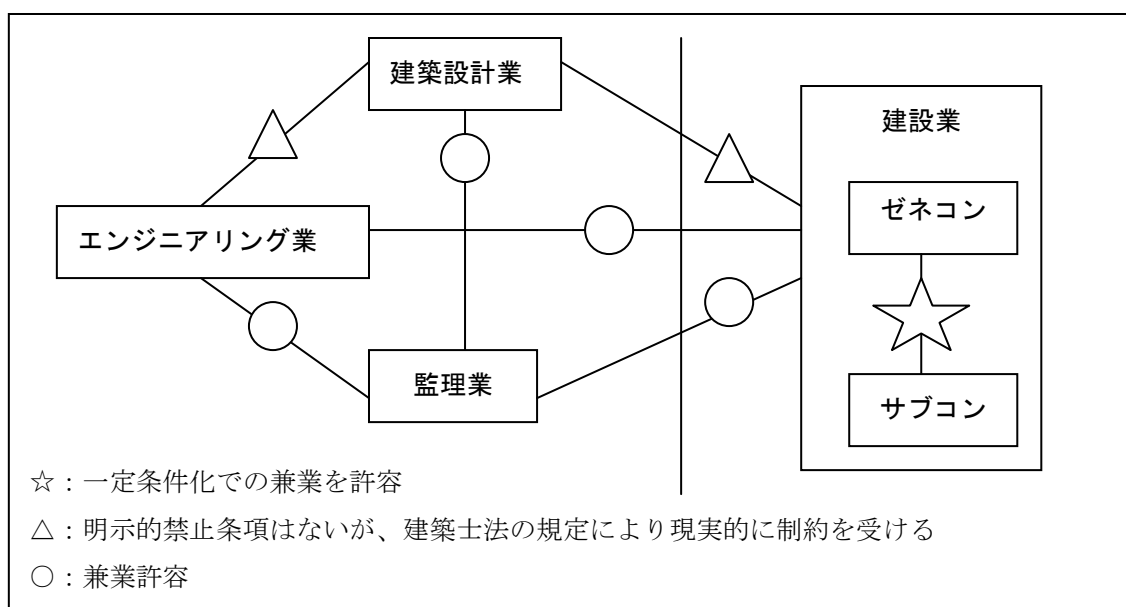 建築設計業
建設業
ゼネコン
エンジニアリング業
監理業
サブコン
☆：一定条件化での兼業を許容
△：明示的禁止条項はないが、建築士法の規定により現実的に制約を受ける
○：兼業許容